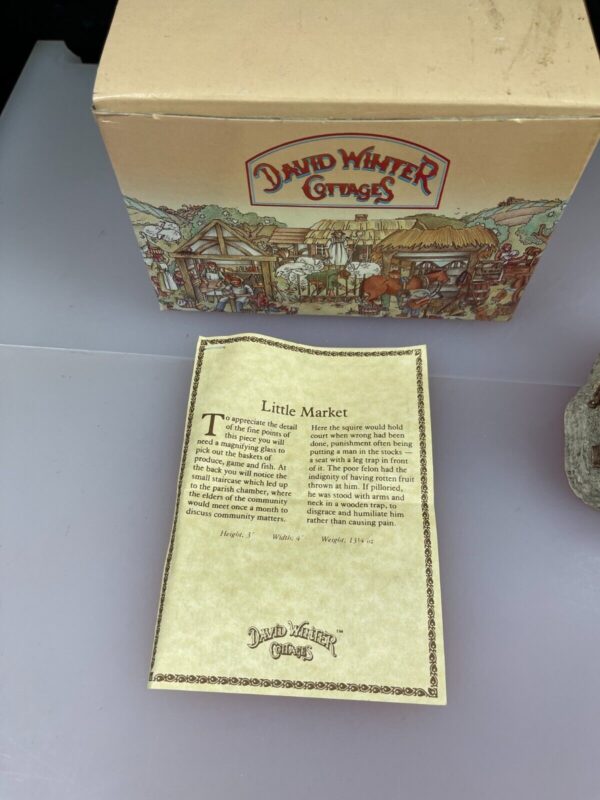 DAVID WINTER
COTTAGES
Little Market
To appreciate the detail
of the fine points of
this piece you will
need a magnifying glass to
pick out the baskets of
produce, game and fish. At
the back you will notice the
small staircase which led up
to the parish chamber, where
the elders of the community
would meet once a month to
discuss community matters.
Here the squire would hold
court when wrong had been
done, punishment often being
putting a man in the stocks —
a seat with a leg trap in front
of it. The poor felon had the
indignity of having rotten fruit
thrown at him. If pilloried,
he was stood with arms and
neck in a wooden trap, to
disgrace and humiliate him
rather than causing pain.
Height: 3" Width: 4" Weight: 13¼ oz
DAVID WINTER™
COTTAGES